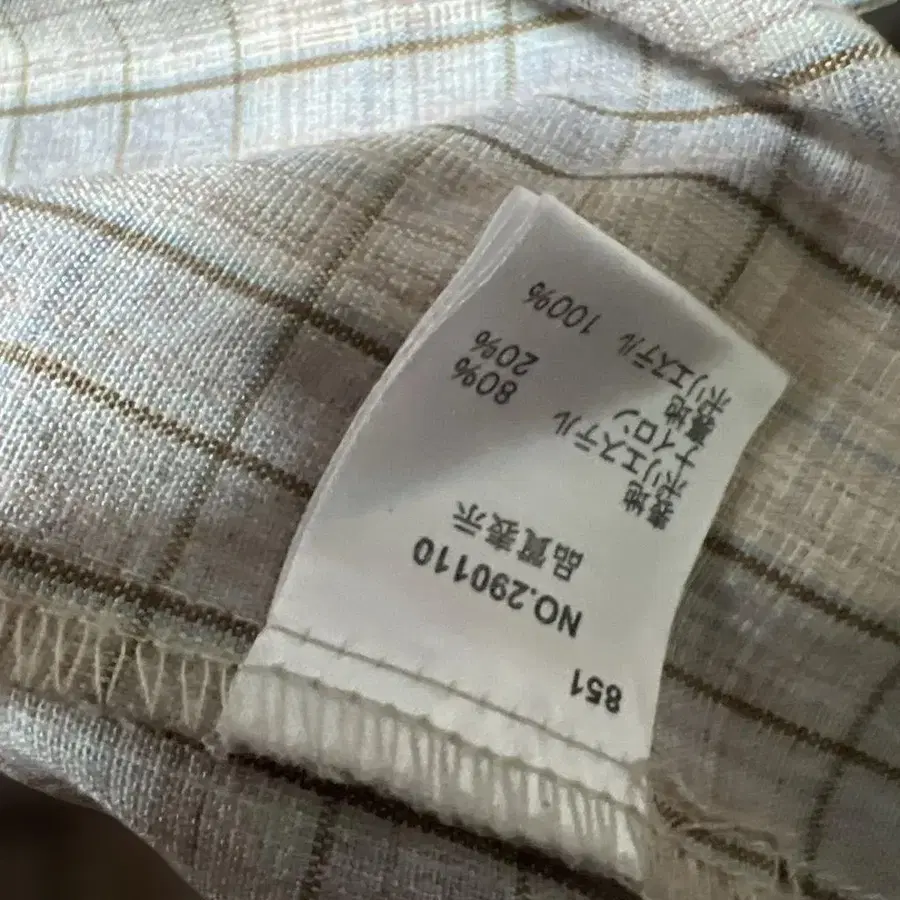 851
NO.290110
品質表示
表地
ポリエステル 80%
ナイロン 20%
裏地
ポリエステル 100%